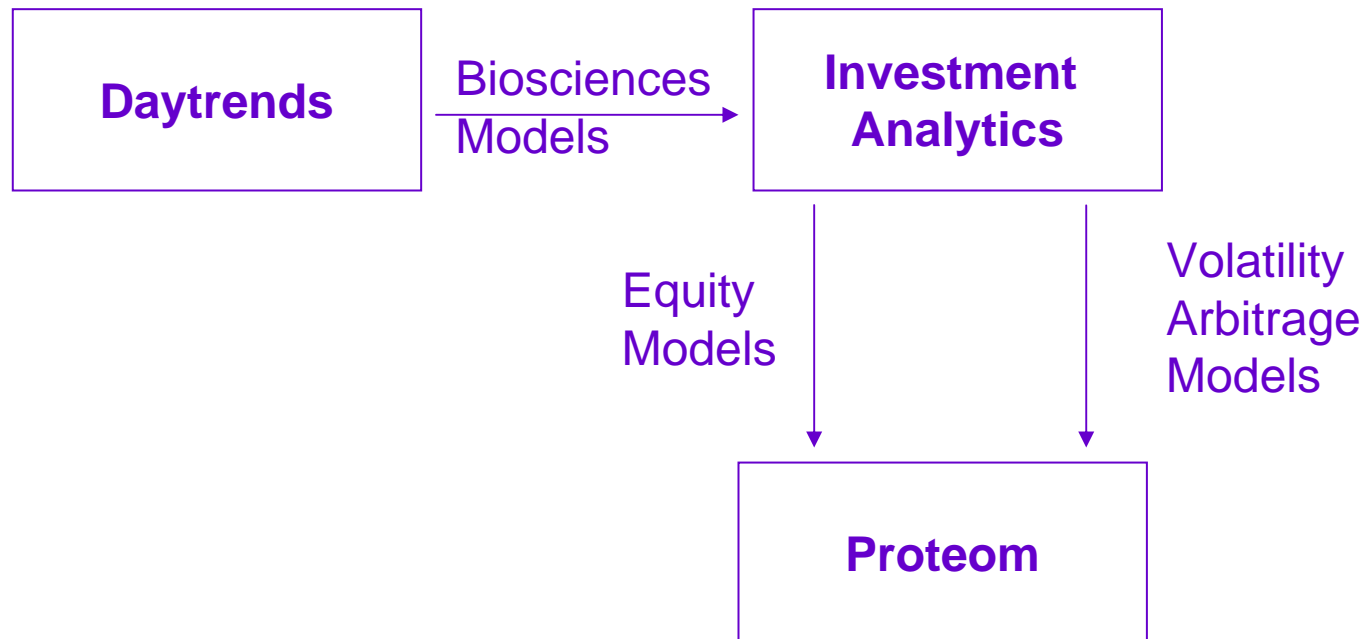 Daytrends
Biosciences
Models
Investment
Analytics
Equity
Models
Volatility
Arbitrage
Models
Proteom